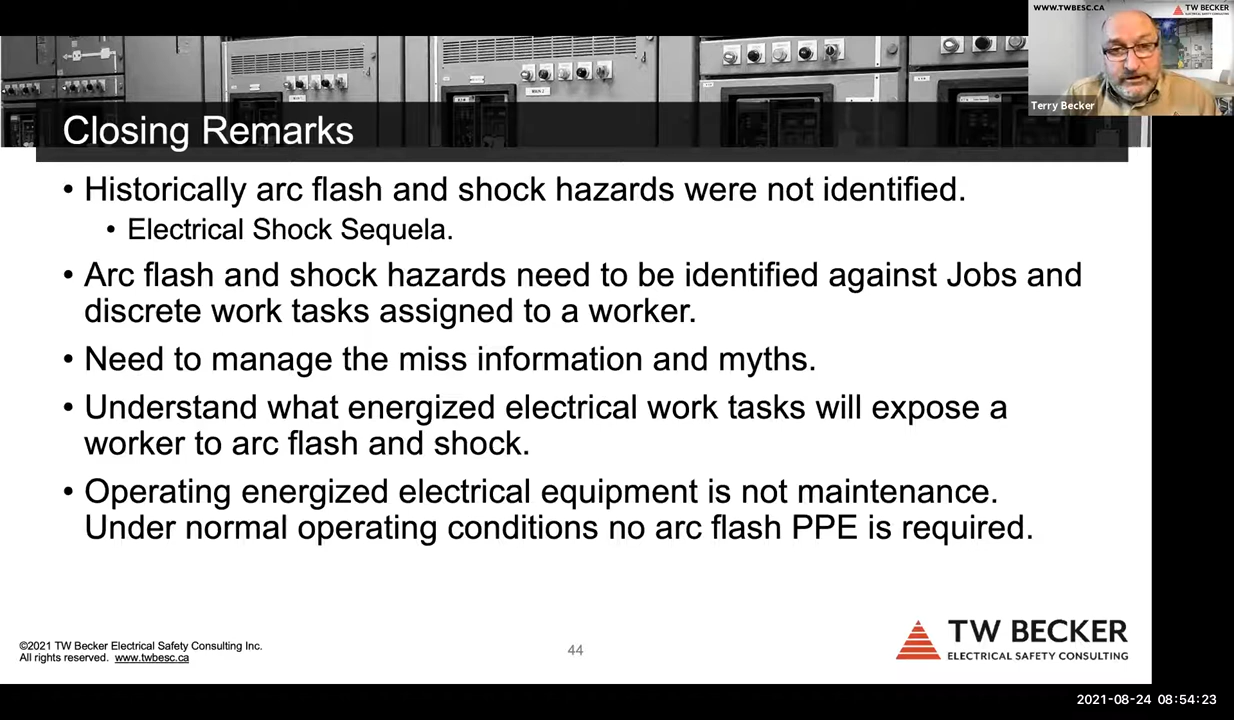 WWW.TWBESC.CA
TW BECKER
ELECTRICAL SAFETY CONSULTING
Terry Becker
Closing Remarks
• Historically arc flash and shock hazards were not identified.
• Electrical Shock Sequela.
• Arc flash and shock hazards need to be identified against Jobs and
discrete work tasks assigned to a worker.
• Need to manage the miss information and myths.
• Understand what energized electrical work tasks will expose a
worker to arc flash and shock.
• Operating energized electrical equipment is not maintenance.
Under normal operating conditions no arc flash PPE is required.
©2021 TW Becker Electrical Safety Consulting Inc.
All rights reserved. www.twbesc.ca
44
TW BECKER
ELECTRICAL SAFETY CONSULTING
2021-08-24 08:54:23